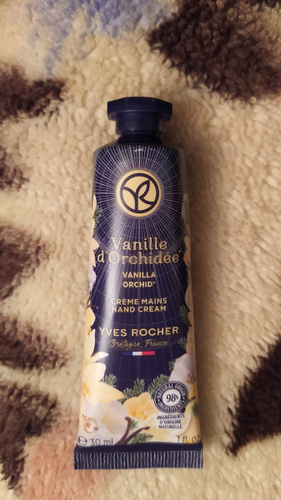 Vanille
d'Orchidée
VANILLA
ORCHID*
CRÈME MAINS
HAND CREAM
YVES ROCHER
Bretagne, France
98%
INGRÉDIENTS
D'ORIGINE
NATURELLE
e 30 ml
1 fl. oz